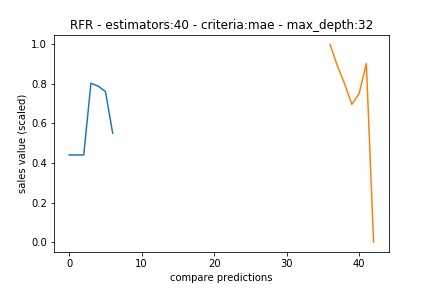 RFR - estimators:40 - criteria:mae - max_depth:32
1.0
0.8
0.6
0.4
0.2
0.0
sales value (scaled)
0 10 20 30 40
compare predictions